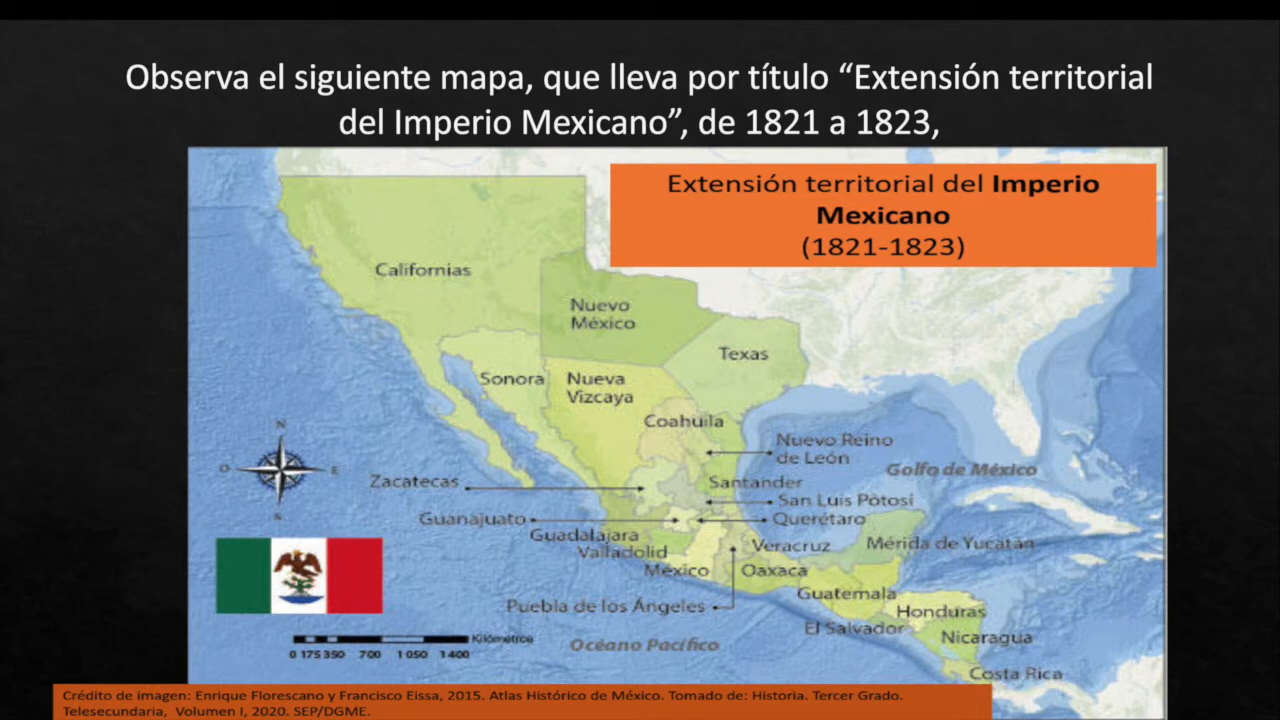 Observa el siguiente mapa, que lleva por título “Extensión territorial
del Imperio Mexicano”, de 1821 a 1823,
Extensión territorial del Imperio
Mexicano
(1821-1823)
Californias
Nuevo
México
Texas
Sonora
Nueva
Vizcaya
Coahuila
Nuevo Reino
de León
Golfo de México
N
O
E
S
Zacatecas
Santander
San Luis Pòtosí
Guanajuato
Querétaro
Guadalajara
Valladolid
Veracruz
Mérida de Yucatán
México
Oaxaca
Guatemala
Puebla de los Ángeles
Honduras
El Salvador
Nicaragua
Kilómetros
0 175 350 700 1 050 1 400
Océano Pacífico
Costa Rica
Crédito de imagen: Enrique Florescano y Francisco Eissa, 2015. Atlas Histórico de México. Tomado de: Historia. Tercer Grado.
Telesecundaria, Volumen I, 2020. SEP/DGME.